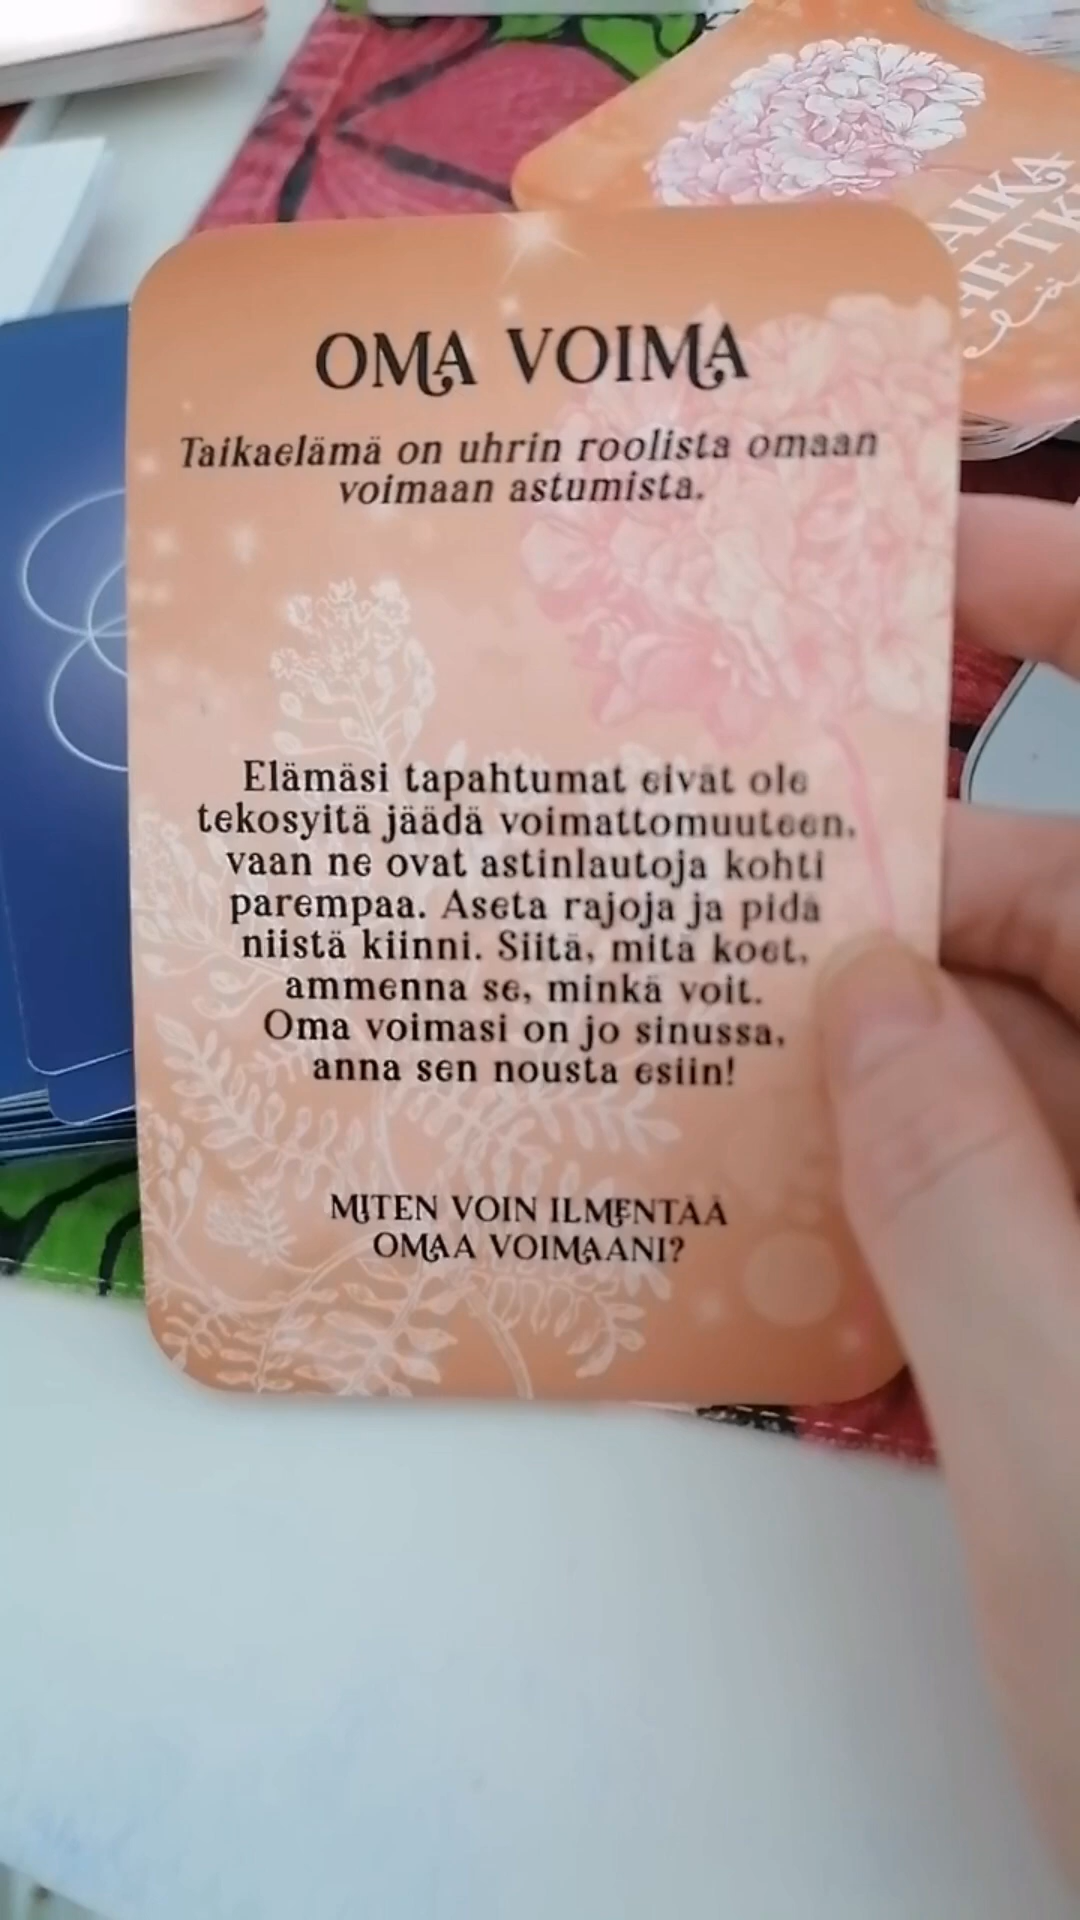 OMA VOIMA
Taikaelämä on uhrin roolista omaan
voimaan astumista.
Elämäsi tapahtumat eivät ole
tekosyitä jäädä voimattomuuteen,
vaan ne ovat astinlautoja kohti
parempaa. Aseta rajoja ja pidä
niistä kiinni. Siitä, mitä koet,
ammenna se, minkä voit.
Oma voimasi on jo sinussa,
anna sen nousta esiin!
MITEN VOIN ILMENTÄÄ
OMAA VOIMAANI?